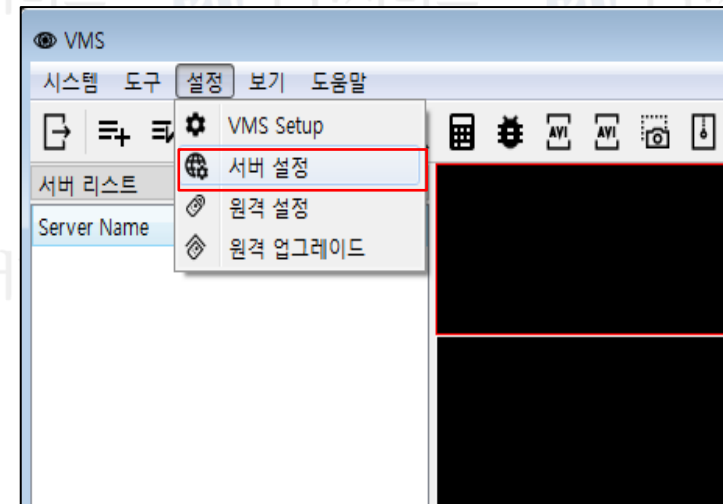 VMS
시스템 도구 설정 보기 도움말
VMS Setup
AVI AVI
서버 설정
서버 리스트
원격 설정
Server Name
원격 업그레이드